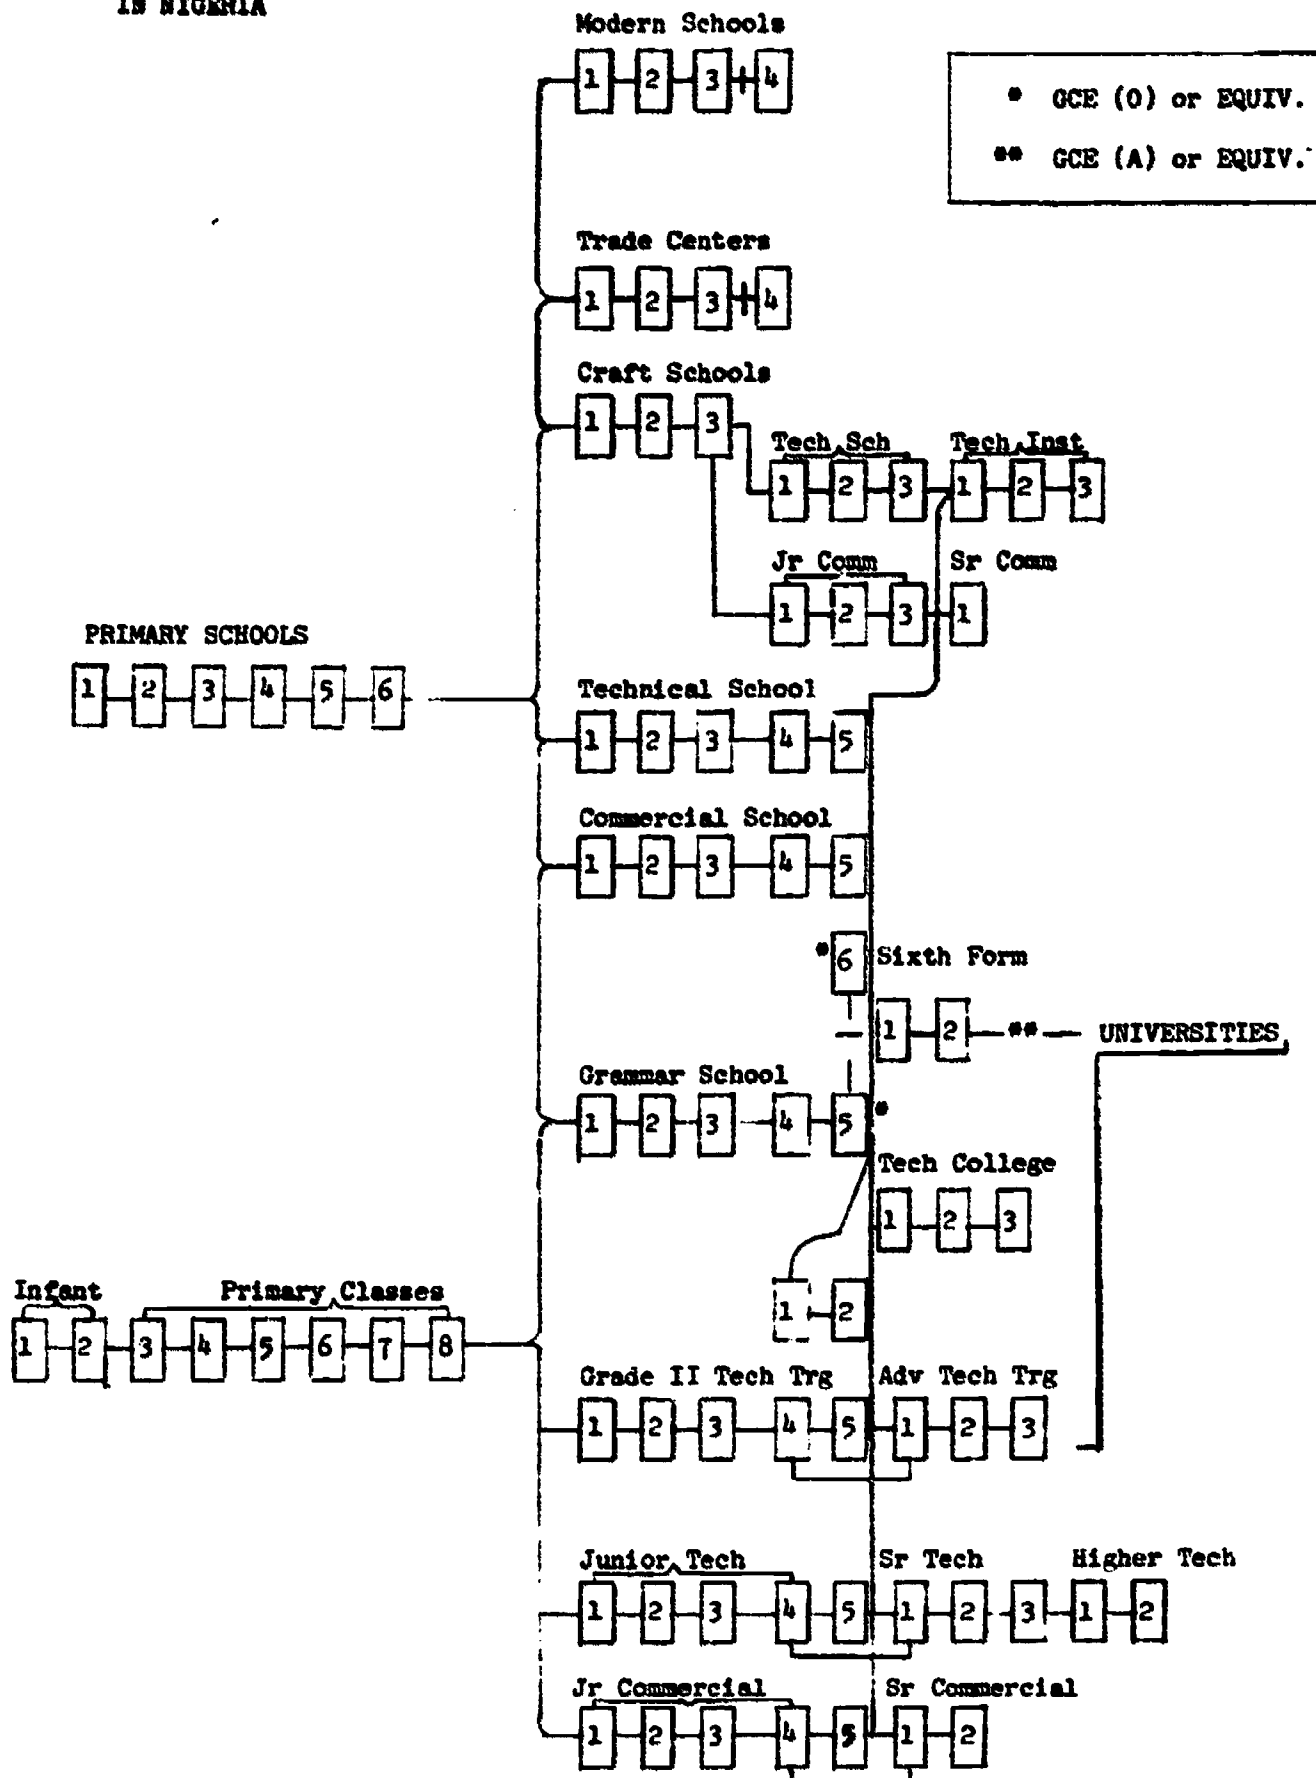 IN NIGERIA
Modern Schools
1 2 3 4
* GCE (O) or EQUIV.
** GCE (A) or EQUIV.
Trade Centers
1 2 3 4
Craft Schools
1 2 3
Tech Sch Tech Inst
1 2 3 1 2 3
Jr Comm Sr Comm
1 2 3 1
PRIMARY SCHOOLS
1 2 3 4 5 6
Technical School
1 2 3 4 5
Commercial School
1 2 3 4 5
* 6 Sixth Form
1 2 ** UNIVERSITIES
Grammar School
1 2 3 4 5 *
Tech College
1 2 3
1 2
Infant Primary Classes
1 2 3 4 5 6 7 8
Grade II Tech Trg Adv Tech Trg
1 2 3 4 5 1 2 3
Junior Tech Sr Tech Higher Tech
1 2 3 4 5 1 2 3 1 2
Jr Commercial Sr Commercial
1 2 3 4 5 1 2